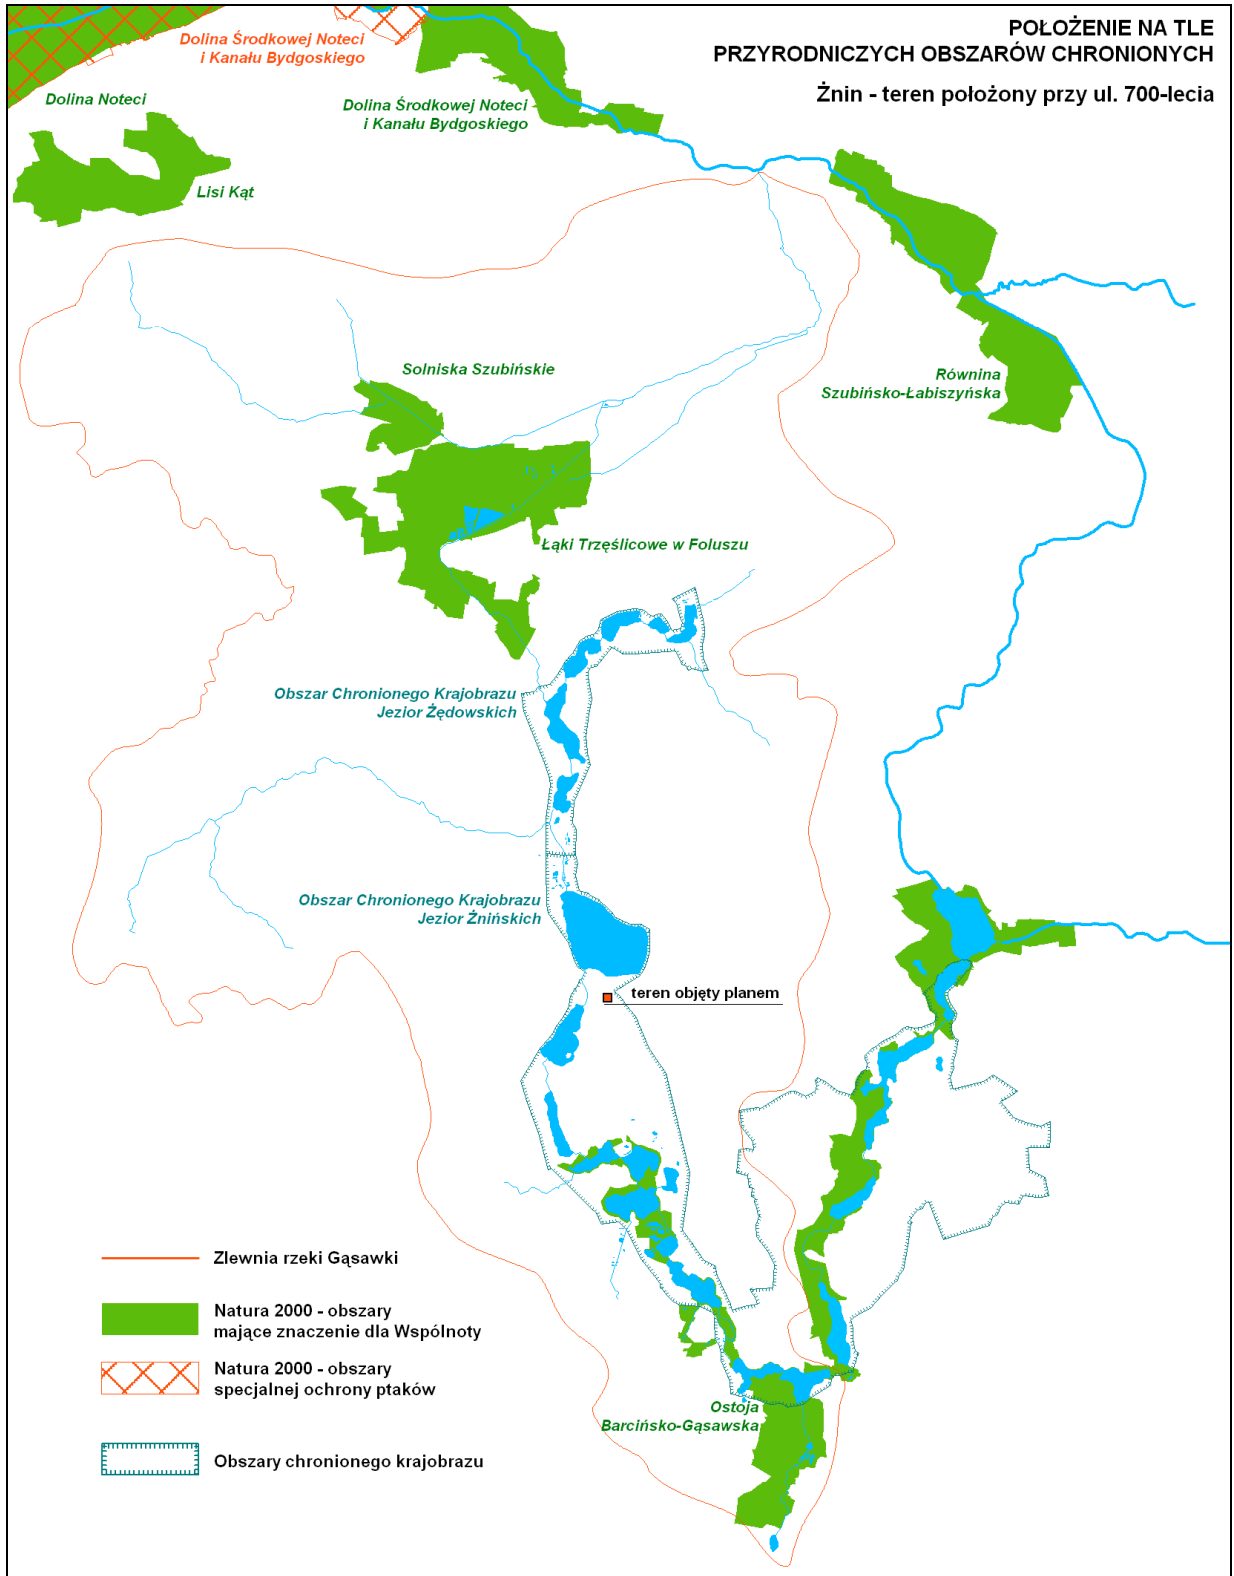 POŁOŻENIE NA TLE
PRZYRODNICZYCH OBSZARÓW CHRONIONYCH
Żnin - teren położony przy ul. 700-lecia
Dolina Środkowej Noteci
i Kanału Bydgoskiego
Dolina Noteci
Dolina Środkowej Noteci
i Kanału Bydgoskiego
Lisi Kąt
Solniska Szubińskie
Równina
Szubińsko-Łabiszyńska
Łąki Trzęślicowe w Foluszu
Obszar Chronionego Krajobrazu
Jezior Żędowskich
Obszar Chronionego Krajobrazu
Jezior Żnińskich
teren objęty planem
Zlewnia rzeki Gąsawki
Natura 2000 - obszary
mające znaczenie dla Wspólnoty
Natura 2000 - obszary
specjalnej ochrony ptaków
Ostoja
Barcińsko-Gąsawska
Obszary chronionego krajobrazu